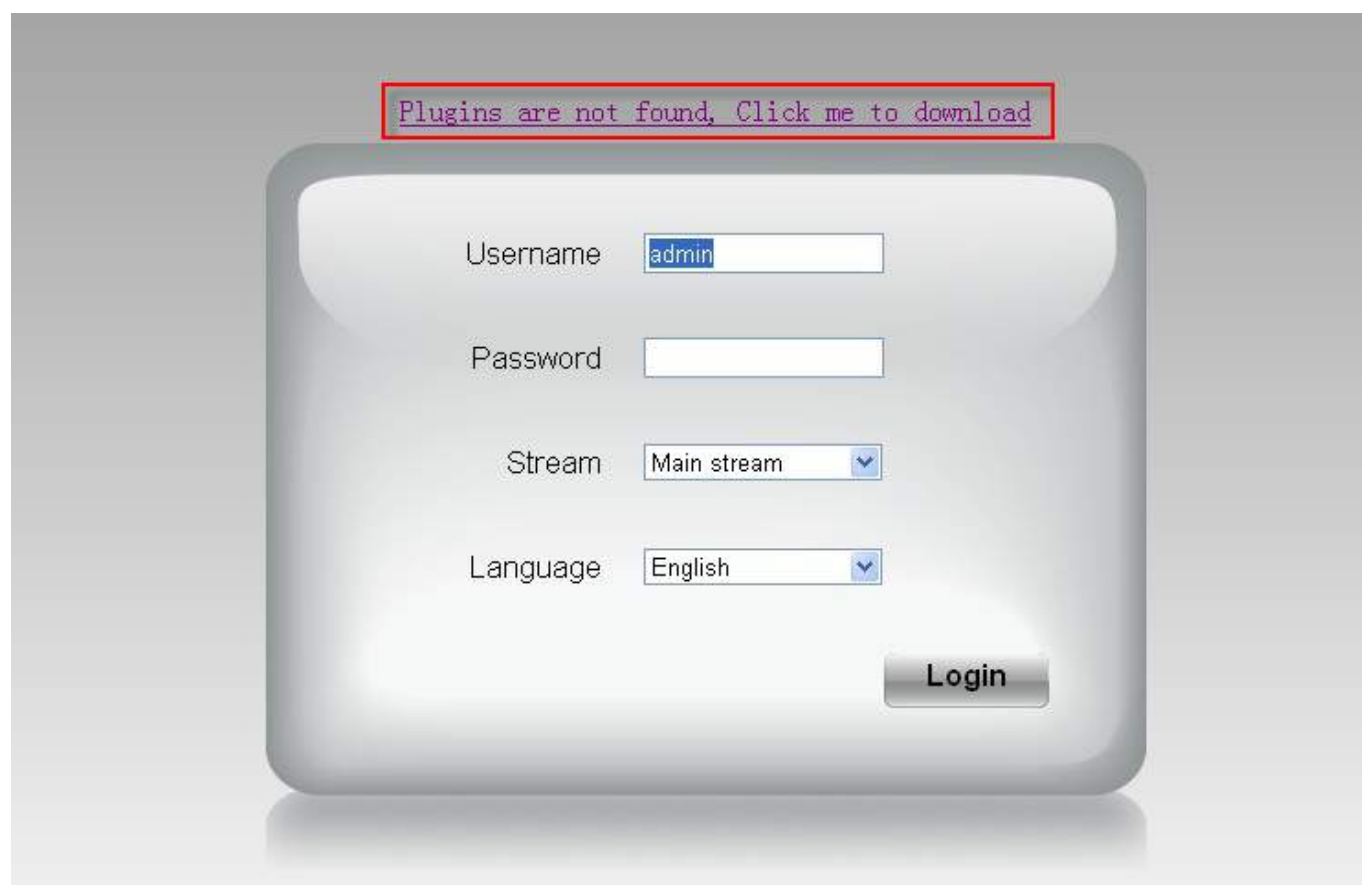 Plugins are not found, Click me to download
Username admin
Password
Stream Main stream
Language English
Login